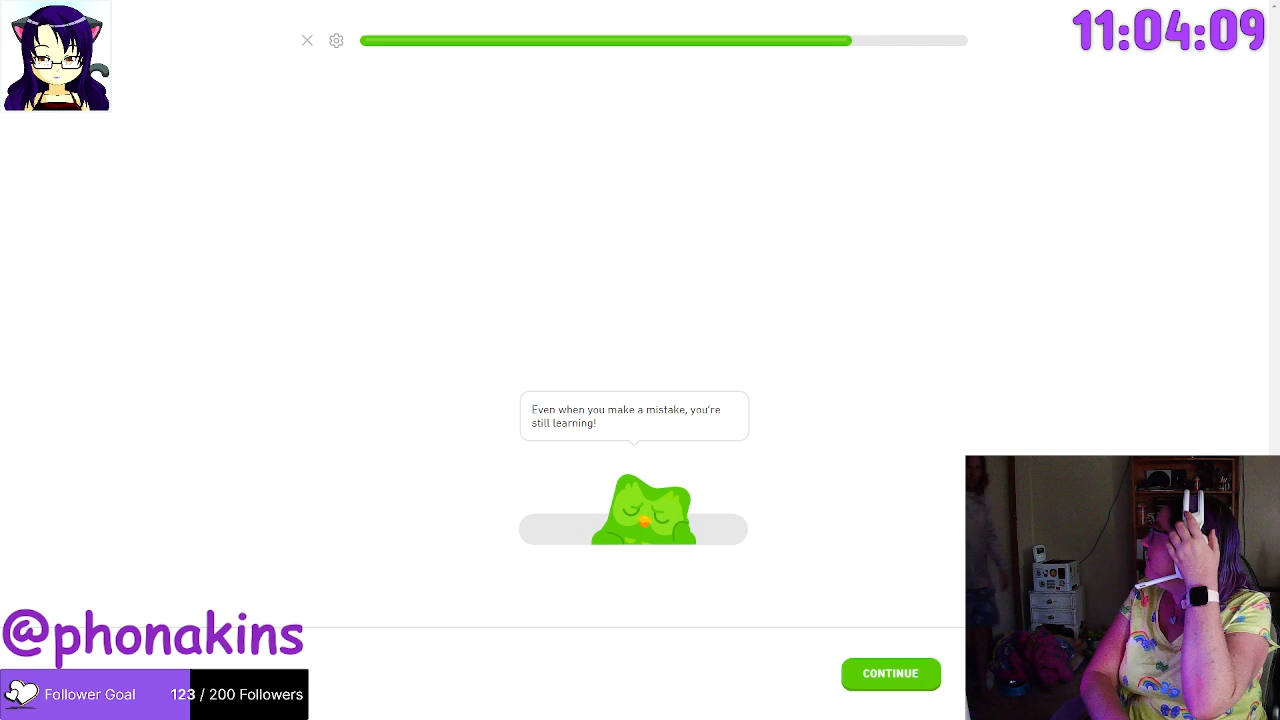 11:04:09
Even when you make a mistake, you're
still learning!
@phonakins
Follower Goal
123 / 200 Followers
CONTINUE